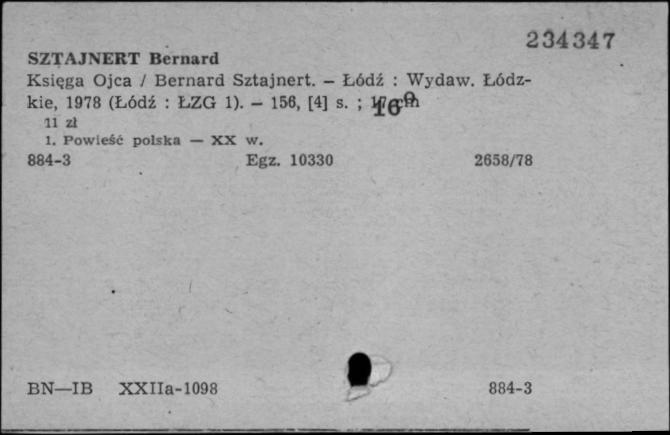 234347
SZTAJNERT Bernard
Księga Ojca / Bernard Sztajnert. — Łódź : Wydaw. Łódz-
kie, 1978 (Łódź : ŁZG 1). — 156, [4] s. ; 16°
11 zł
1. Powieść polska — XX w.
884-3 Egz. 10330 2658/78
BN—IB XXIIa-1098 884-3